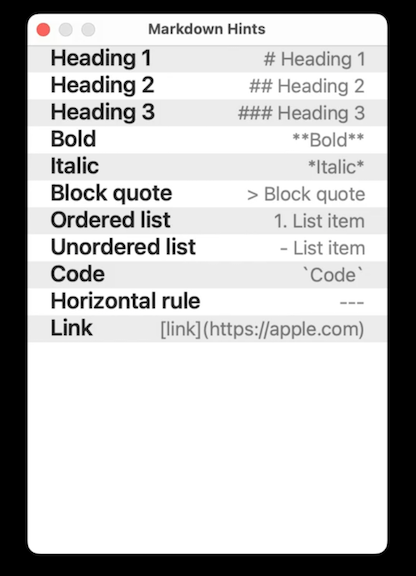 Markdown Hints
Heading 1 # Heading 1
Heading 2 ## Heading 2
Heading 3 ### Heading 3
Bold **Bold**
Italic *Italic*
Block quote > Block quote
Ordered list 1. List item
Unordered list - List item
Code `Code`
Horizontal rule ---
Link [link](https://apple.com)